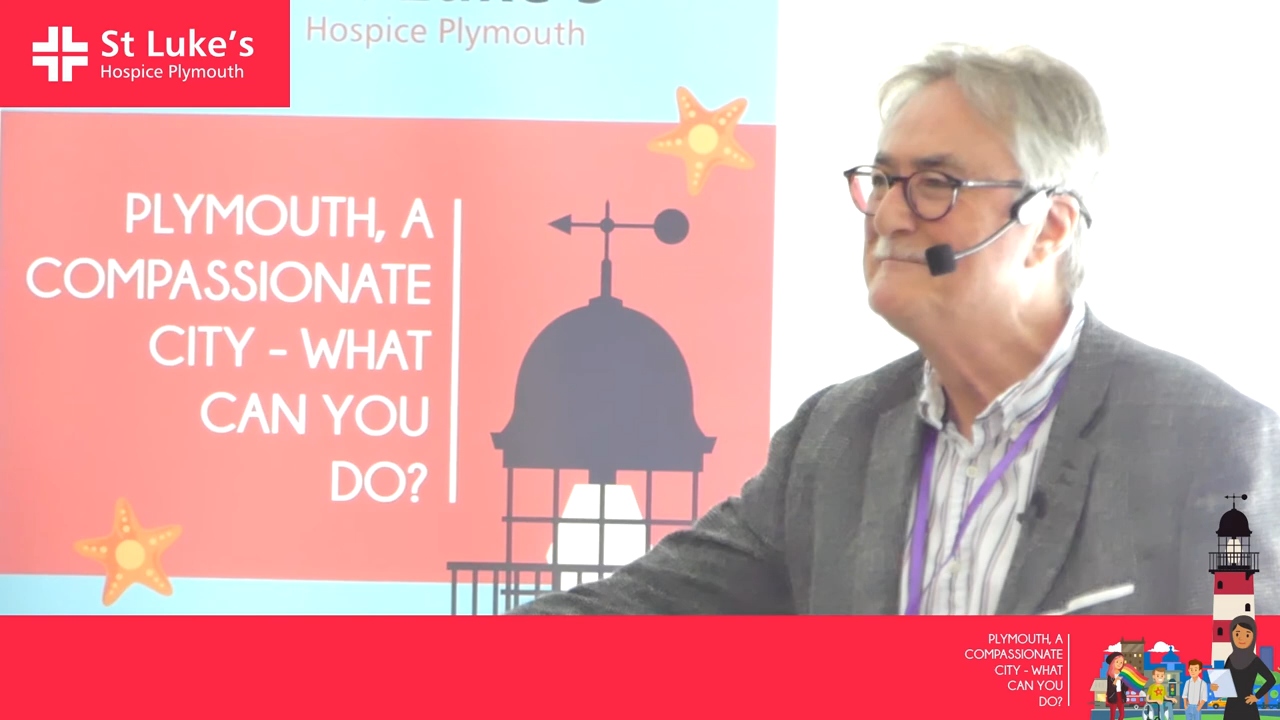 St Luke's
Hospice Plymouth
Hospice Plymouth
PLYMOUTH, A
COMPASSIONATE
CITY - WHAT
CAN YOU
DO?
PLYMOUTH, A
COMPASSIONATE
CITY - WHAT
CAN YOU
DO?